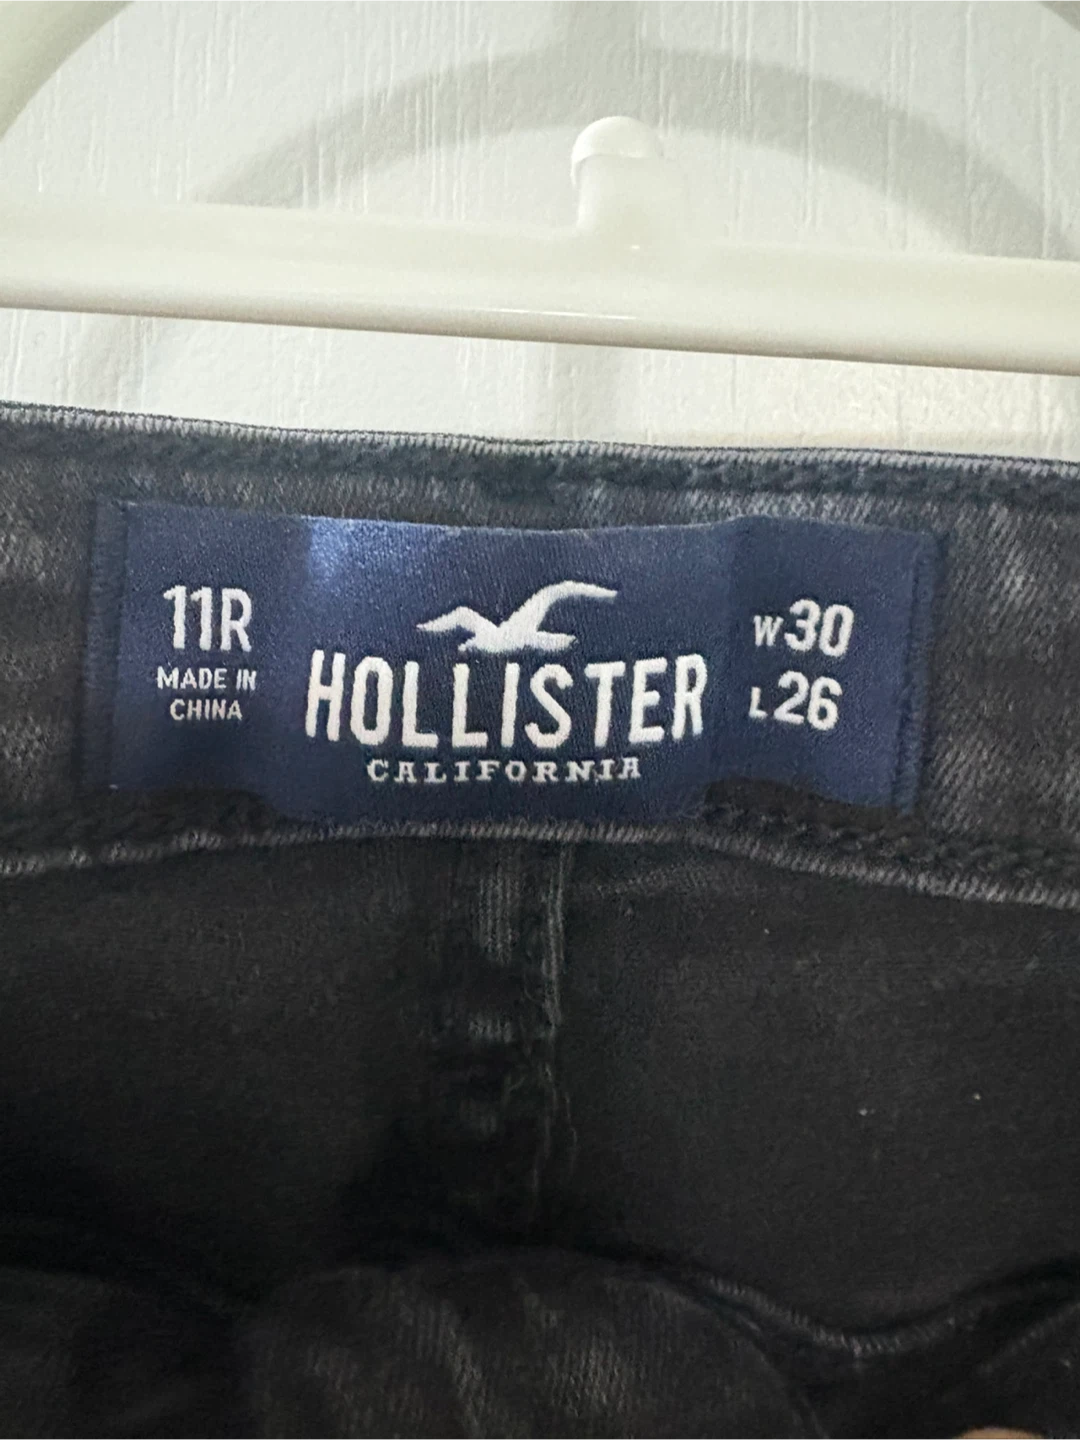 11R
MADE IN
CHINA
HOLLISTER
CALIFORNIA
W30
L26